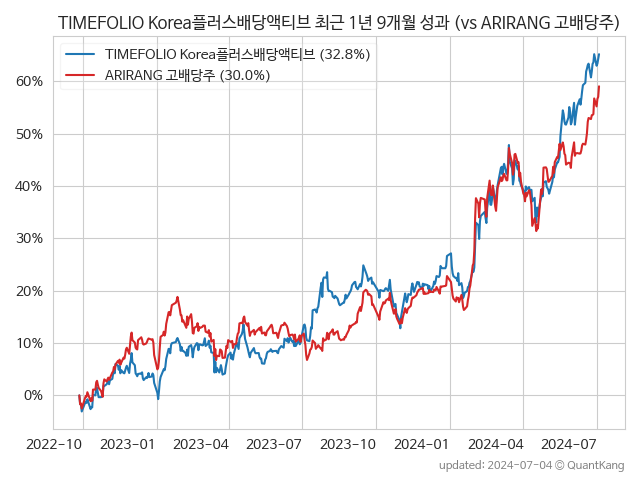 TIMEFOLIO Korea플러스배당액티브 최근 1년 9개월 성과 (vs ARIRANG 고배당주)
TIMEFOLIO Korea플러스배당액티브 (32.8%)
ARIRANG 고배당주 (30.0%)
60%
50%
40%
30%
20%
10%
0%
2022-10 2023-01 2023-04 2023-07 2023-10 2024-01 2024-04 2024-07
updated: 2024-07-04 © QuantKang